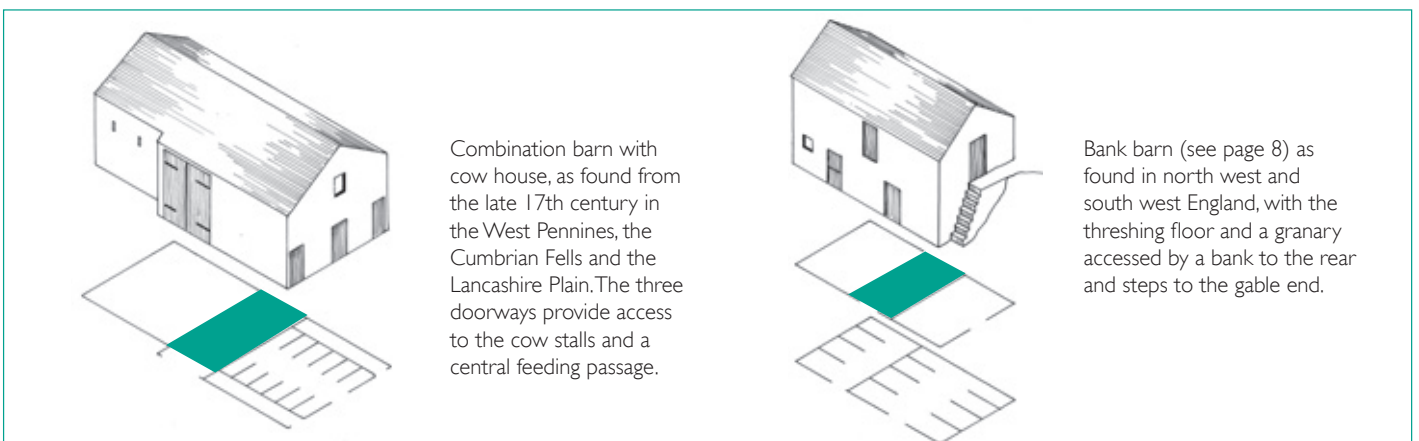 Combination barn with
cow house, as found from
the late 17th century in
the West Pennines, the
Cumbrian Fells and the
Lancashire Plain. The three
doorways provide access
to the cow stalls and a
central feeding passage.
Bank barn (see page 8) as
found in north west and
south west England, with the
threshing floor and a granary
accessed by a bank to the rear
and steps to the gable end.